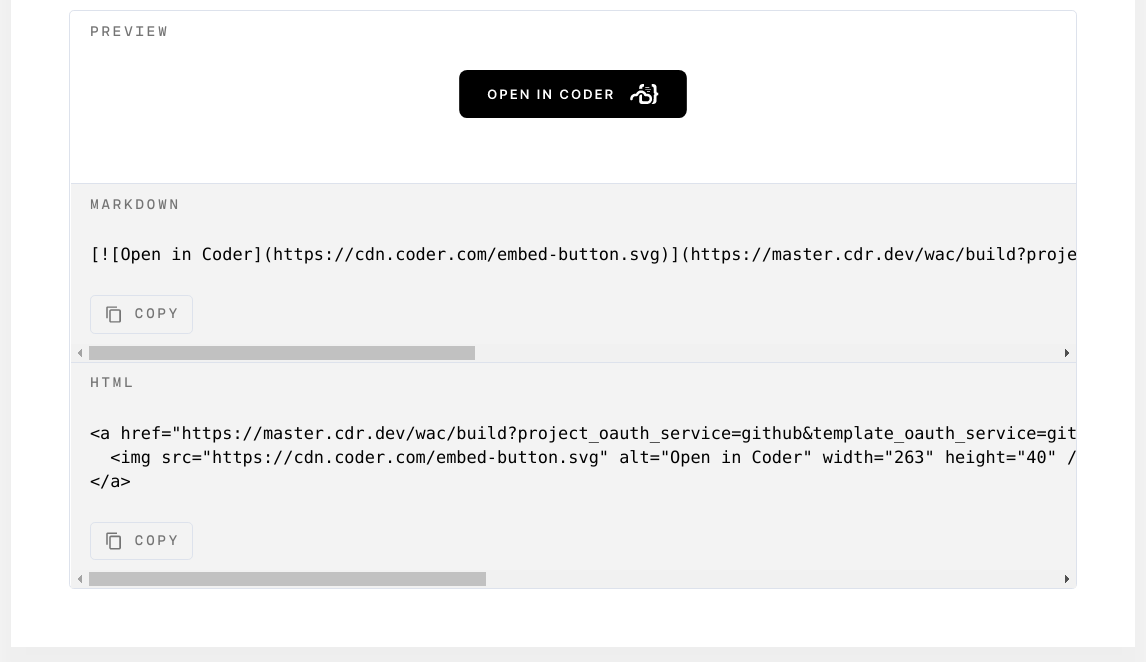 PREVIEW
OPEN IN CODER
MARKDOWN
[![Open in Coder](https://cdn.coder.com/embed-button.svg)](https://master.cdr.dev/wac/build?proje
COPY
HTML
<a href="https://master.cdr.dev/wac/build?project_oauth_service=github&template_oauth_service=git
  <img src="https://cdn.coder.com/embed-button.svg" alt="Open in Coder" width="263" height="40" /
</a>
COPY